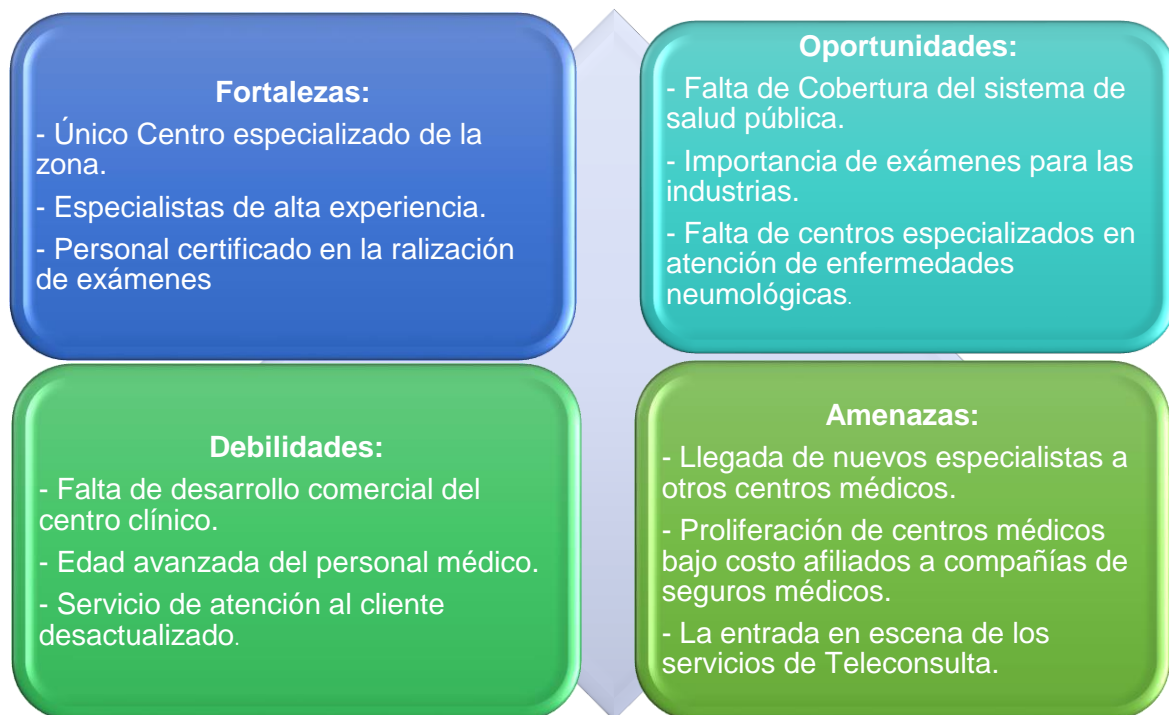 Fortalezas:
- Único Centro especializado de la
zona.
- Especialistas de alta experiencia.
- Personal certificado en la ralización
de exámenes
Oportunidades:
- Falta de Cobertura del sistema de
salud pública.
- Importancia de exámenes para las
industrias.
- Falta de centros especializados en
atención de enfermedades
neumológicas.
Debilidades:
- Falta de desarrollo comercial del
centro clínico.
- Edad avanzada del personal médico.
- Servicio de atención al cliente
desactualizado.
Amenazas:
- Llegada de nuevos especialistas a
otros centros médicos.
- Proliferación de centros médicos
bajo costo afiliados a compañías de
seguros médicos.
- La entrada en escena de los
servicios de Teleconsulta.